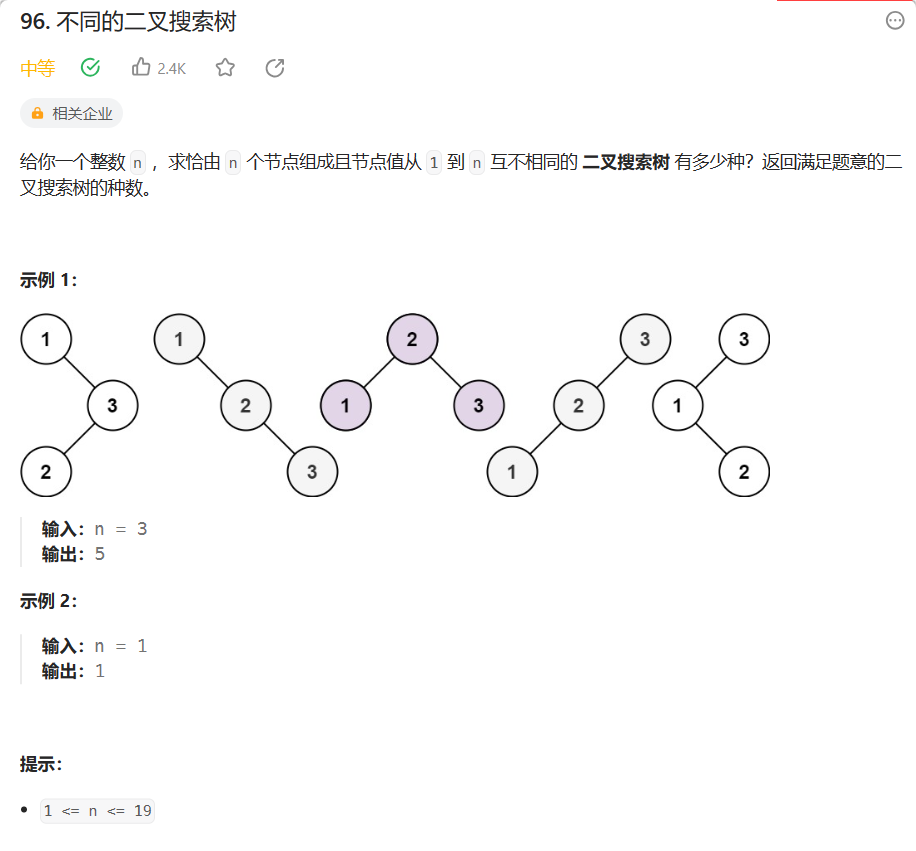 96. 不同的二叉搜索树
中等 2.4K
相关企业
给你一个整数 n ，求恰由 n 个节点组成且节点值从 1 到 n 互不相同的 二叉搜索树 有多少种？返回满足题意的二
叉搜索树的种数。
示例 1：
1 1 2 3 3
3 2 1 3 2 1
2 3 1 2
输入：n = 3
输出：5
示例 2：
输入：n = 1
输出：1
提示：
1 <= n <= 19